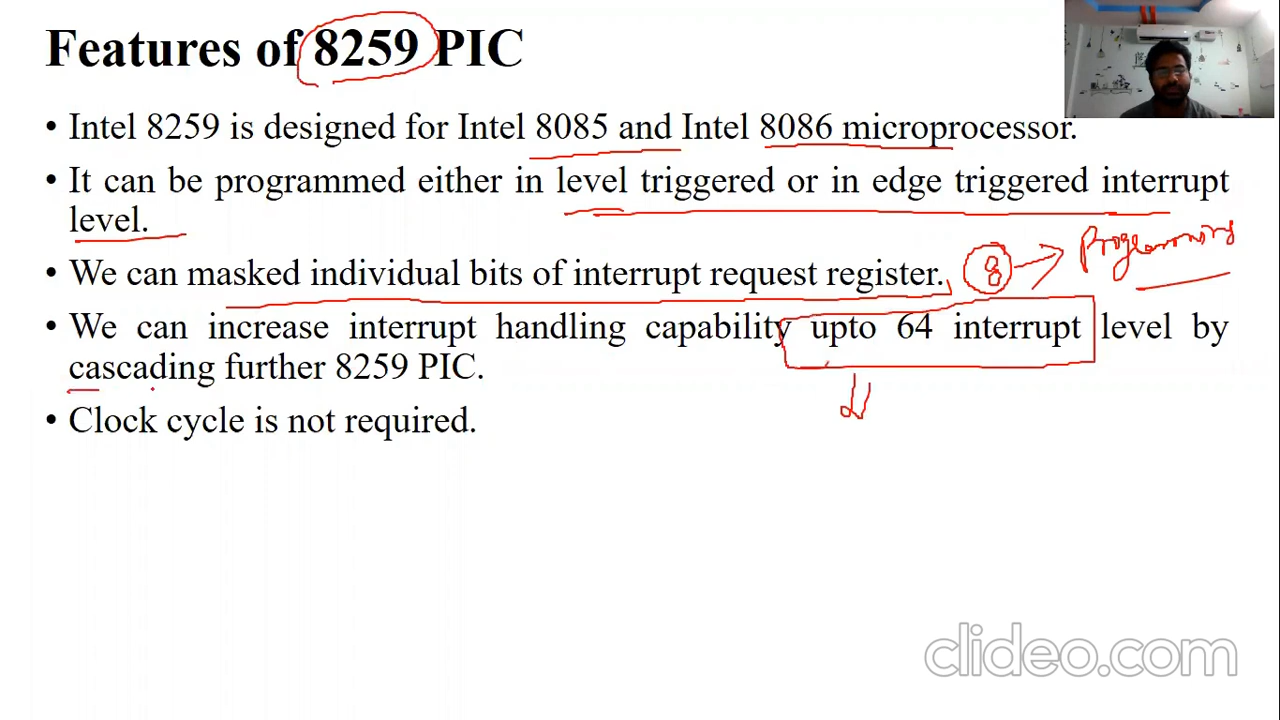 Features of 8259 PIC
• Intel 8259 is designed for Intel 8085 and Intel 8086 microprocessor.
• It can be programmed either in level triggered or in edge triggered interrupt
level.
• We can masked individual bits of interrupt request register. 8 → Programming
• We can increase interrupt handling capability upto 64 interrupt level by
cascading further 8259 PIC.
• Clock cycle is not required.
clideo.com